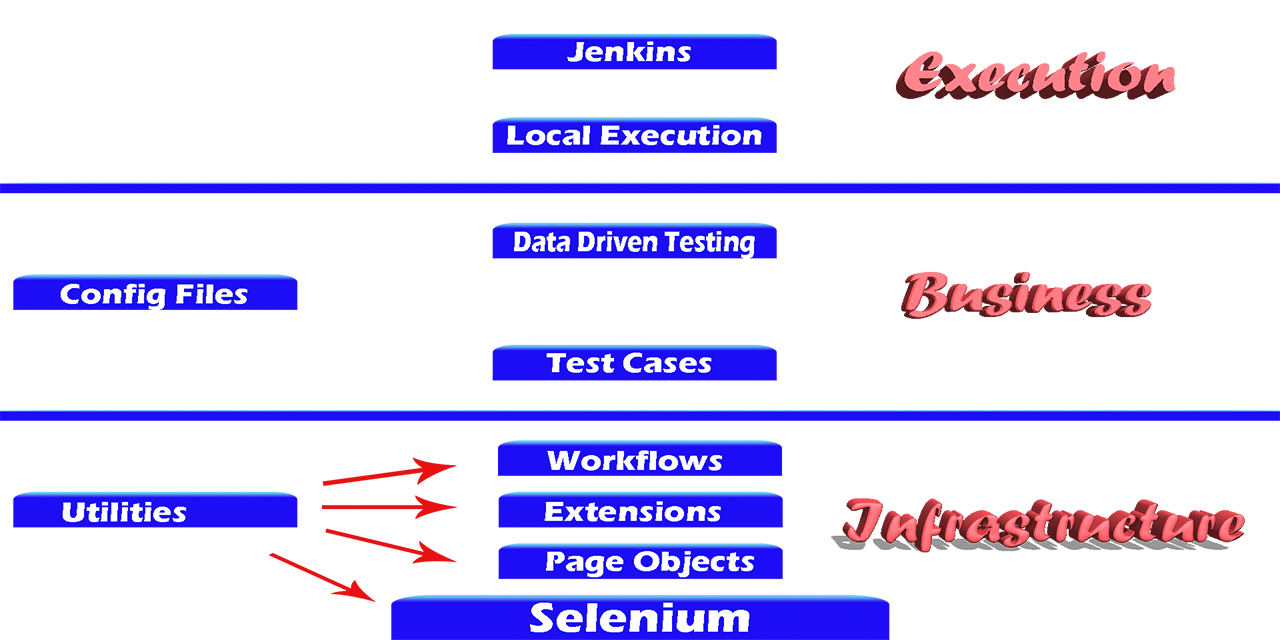 Jenkins
Execution
Local Execution
Data Driven Testing
Config Files
Business
Test Cases
Workflows
Utilities
Extensions
Infrastructure
Page Objects
Selenium